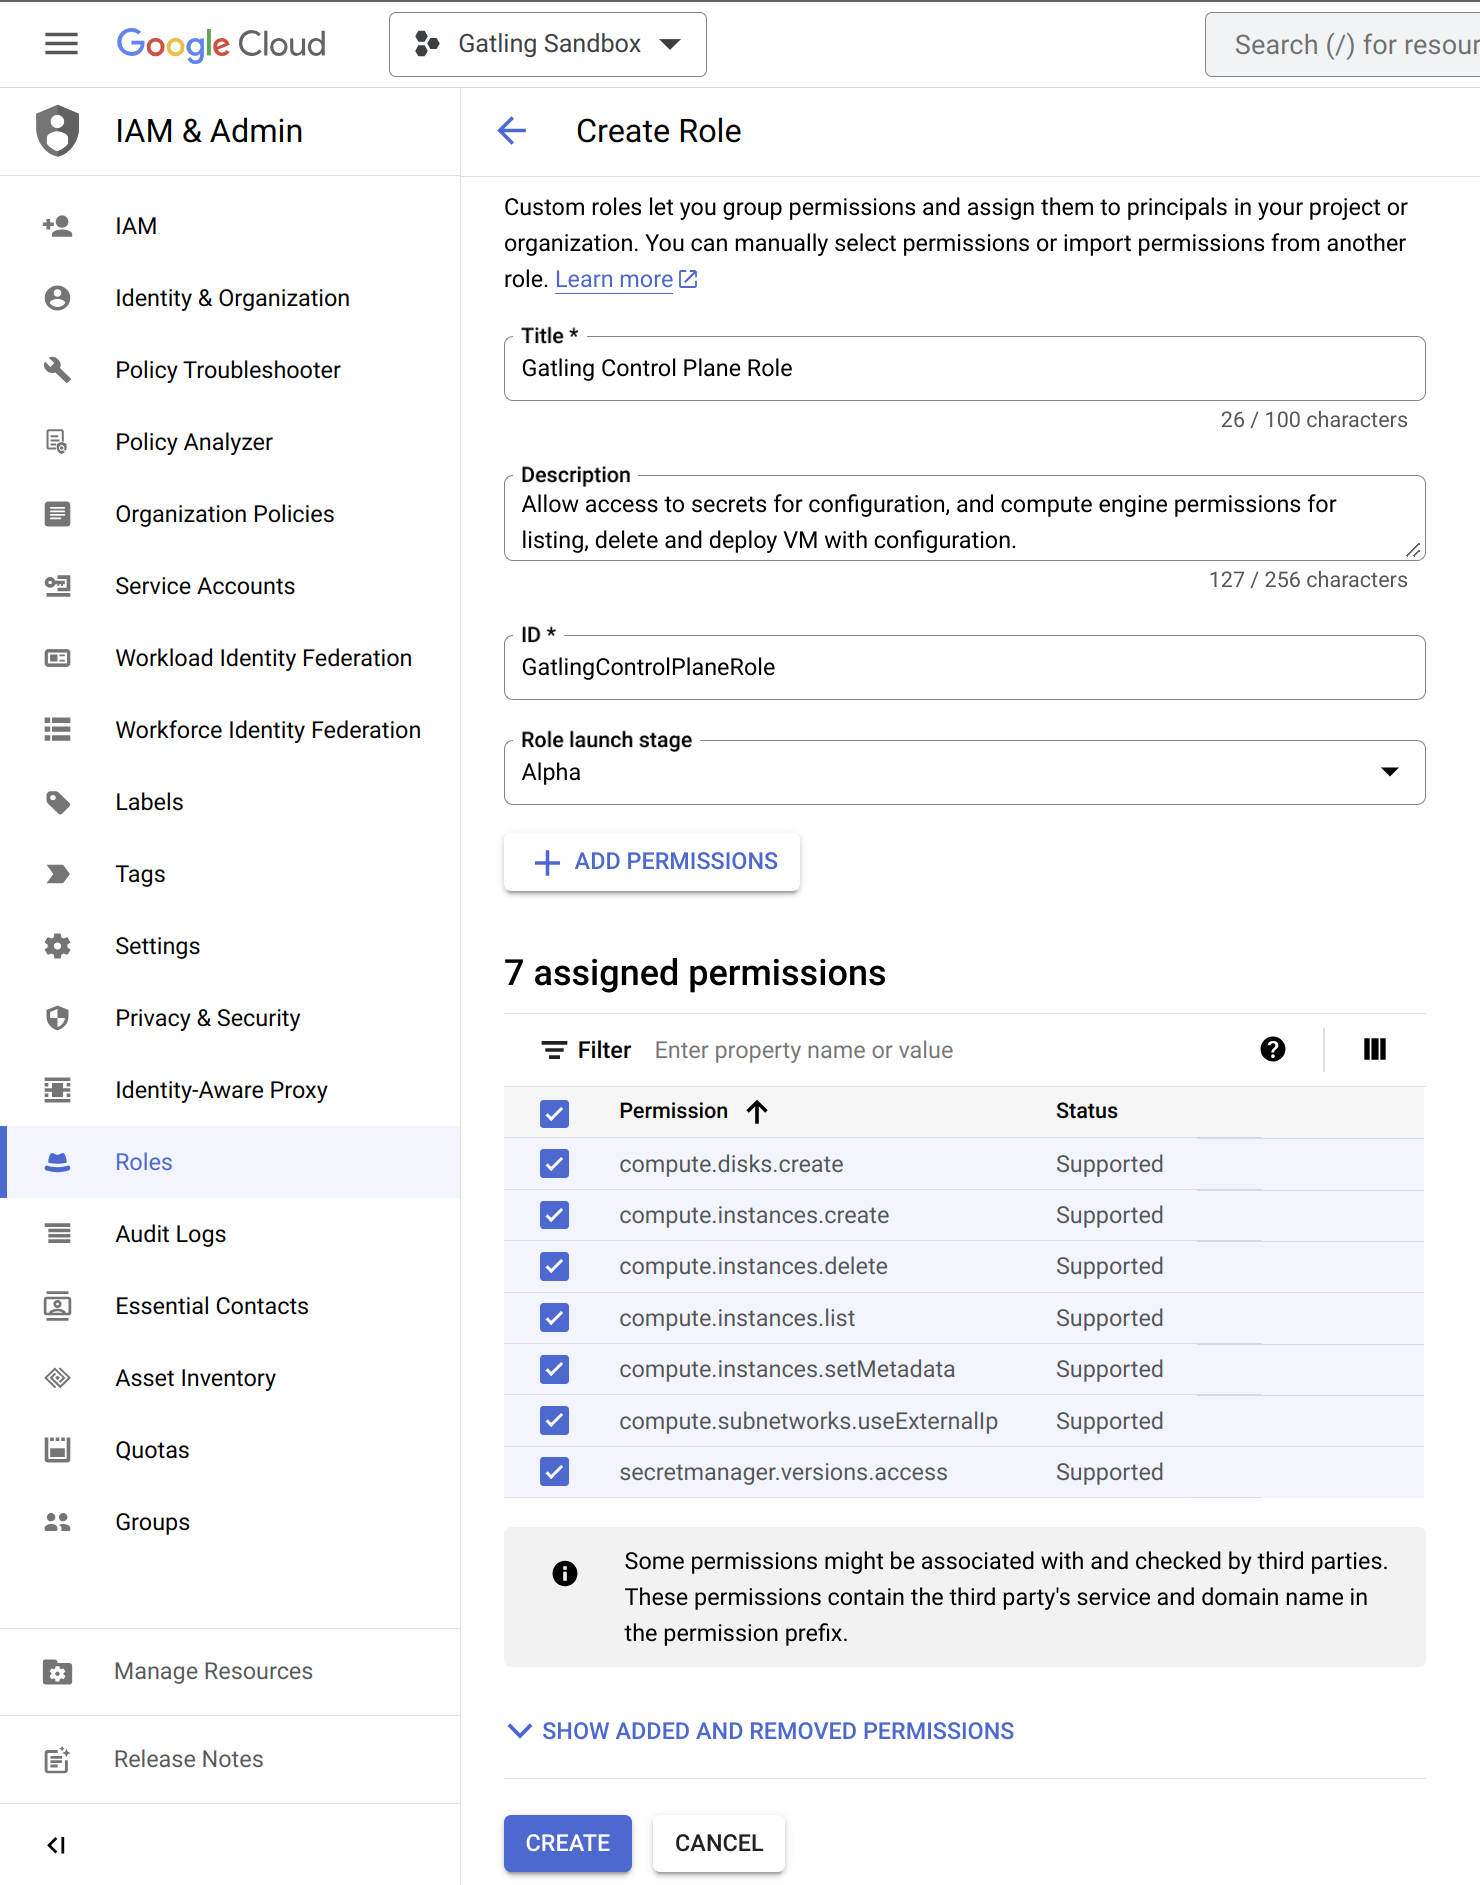 Google Cloud
Gatling Sandbox
Search (/) for resour
IAM & Admin
IAM
Identity & Organization
Policy Troubleshooter
Policy Analyzer
Organization Policies
Service Accounts
Workload Identity Federation
Workforce Identity Federation
Labels
Tags
Settings
Privacy & Security
Identity-Aware Proxy
Roles
Audit Logs
Essential Contacts
Asset Inventory
Quotas
Groups
Manage Resources
Release Notes
Create Role
Custom roles let you group permissions and assign them to principals in your project or
organization. You can manually select permissions or import permissions from another
role. Learn more
Title *
Gatling Control Plane Role
26 / 100 characters
Description
Allow access to secrets for configuration, and compute engine permissions for
listing, delete and deploy VM with configuration.
127 / 256 characters
ID *
GatlingControlPlaneRole
Role launch stage
Alpha
ADD PERMISSIONS
7 assigned permissions
Filter Enter property name or value
Permission Status
compute.disks.create Supported
compute.instances.create Supported
compute.instances.delete Supported
compute.instances.list Supported
compute.instances.setMetadata Supported
compute.subnetworks.useExternalIp Supported
secretmanager.versions.access Supported
Some permissions might be associated with and checked by third parties.
These permissions contain the third party's service and domain name in
the permission prefix.
SHOW ADDED AND REMOVED PERMISSIONS
CREATE CANCEL